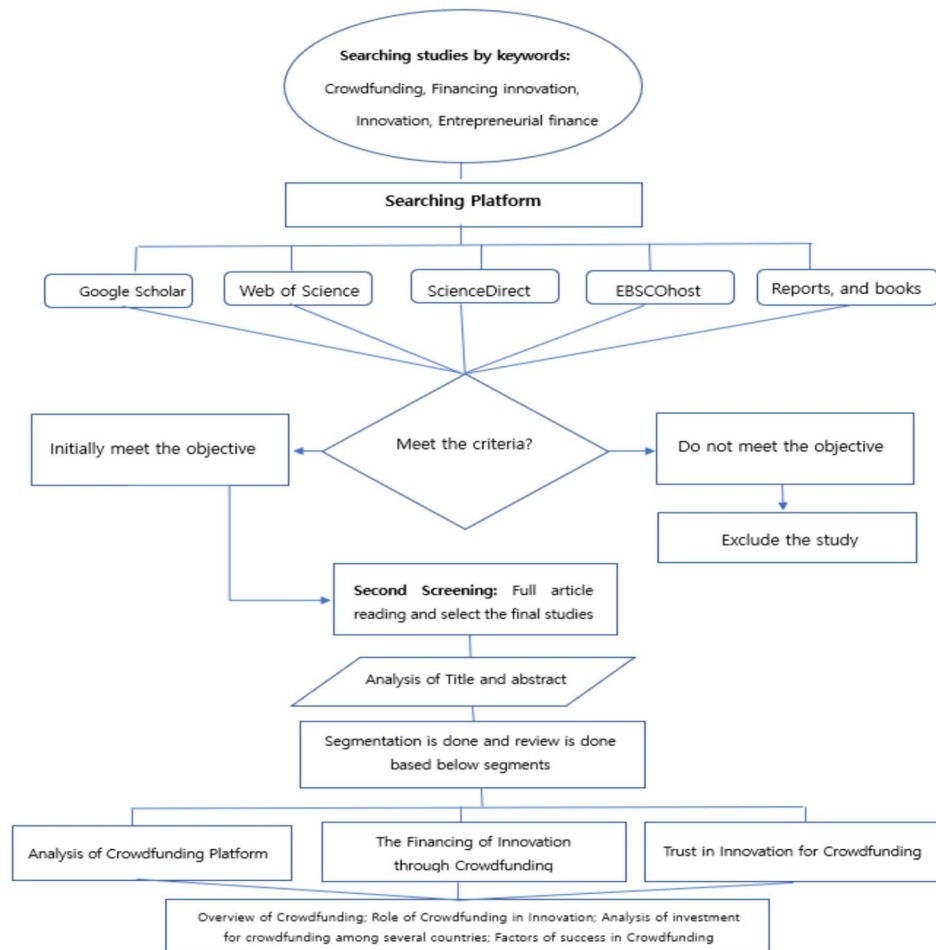 Searching studies by keywords:
Crowdfunding, Financing innovation,
Innovation, Entrepreneurial finance
Searching Platform
Google Scholar
Web of Science
ScienceDirect
EBSCOhost
Reports, and books
Meet the criteria?
Initially meet the objective
Do not meet the objective
Exclude the study
Second Screening: Full article
reading and select the final studies
Analysis of Title and abstract
Segmentation is done and review is done
based below segments
Analysis of Crowdfunding Platform
The Financing of Innovation
through Crowdfunding
Trust in Innovation for Crowdfunding
Overview of Crowdfunding; Role of Crowdfunding in Innovation; Analysis of investment
for crowdfunding among several countries; Factors of success in Crowdfunding